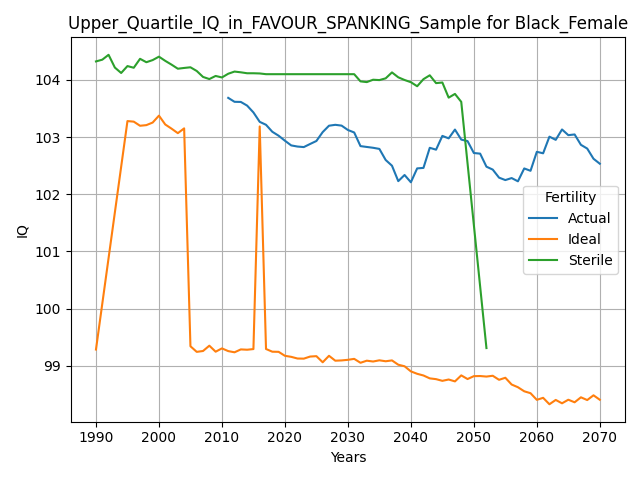 Upper_Quartile_IQ_in_FAVOUR_SPANKING_Sample for Black_Female
104
103
102
101
100
99
IQ
Fertility
Actual
Ideal
Sterile
1990 2000 2010 2020 2030 2040 2050 2060 2070
Years